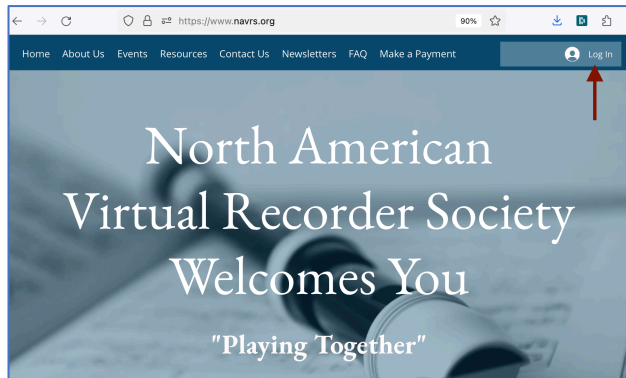 https://www.navrs.org 90%
Home About Us Events Resources Contact Us Newsletters FAQ Make a Payment Log In
North American
Virtual Recorder Society
Welcomes You
"Playing Together"